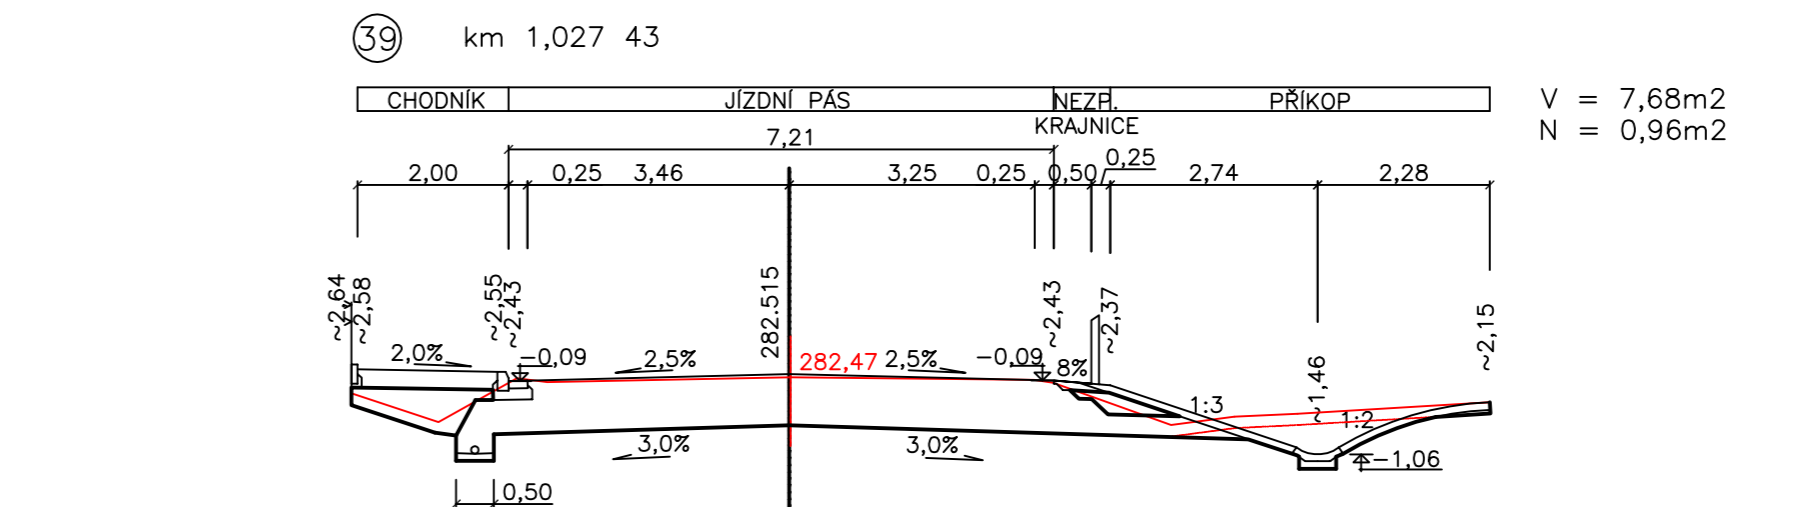 39 km 1,027 43
CHODNÍK JÍZDNÍ PÁS NEZP. PŘÍKOP
KRAJNICE
V = 7,68m2
N = 0,96m2
7,21
0,25
2,00 0,25 3,46 3,25 0,25 0,50 2,74 2,28
~2,64
~2,58
~2,55
~2,43
282.515
~2,43
~2,37
~1,46
~2,15
2,0% -0,09 2,5% 282,47 2,5% -0,09 8%
1:3 1:2
3,0% 3,0% -1,06
0,50